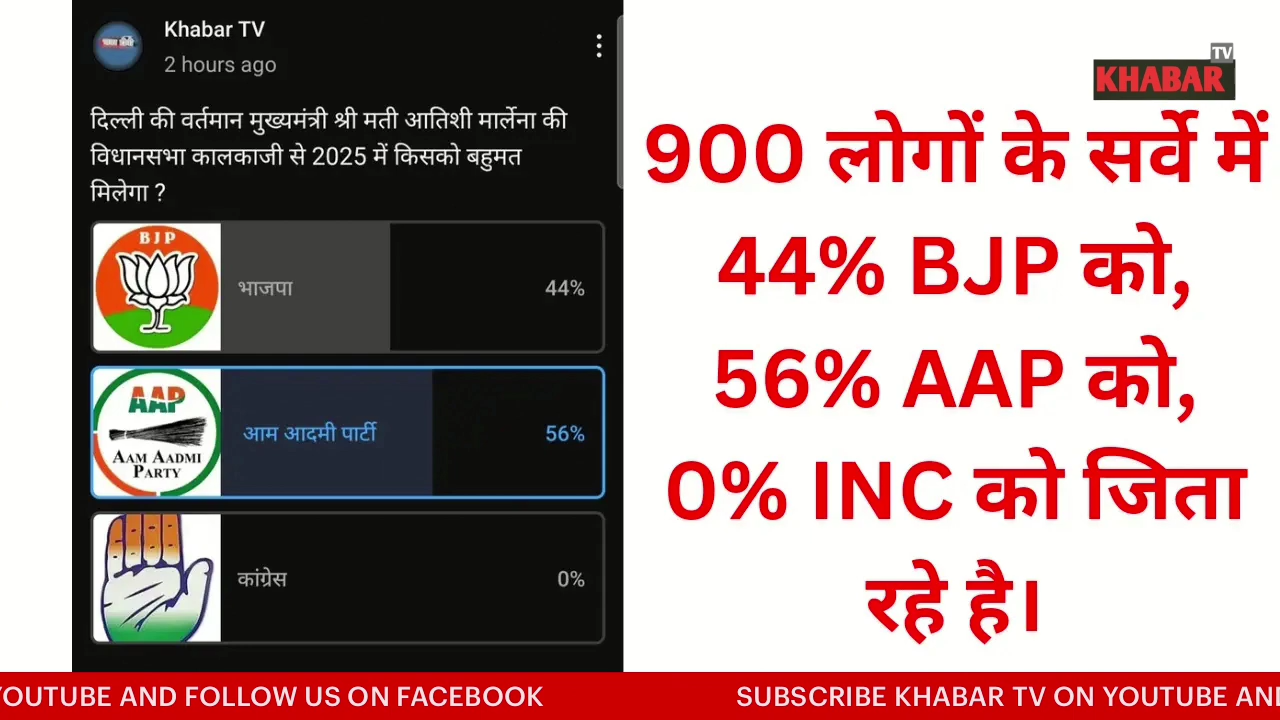 Khabar TV
2 hours ago
दिल्ली की वर्तमान मुख्यमंत्री श्री मती आतिशी मार्लेना की
विधानसभा कालकाजी से 2025 में किसको बहुमत
मिलेगा ?
BJP
भाजपा
44%
AAP
AAM AADMI
PARTY
आम आदमी पार्टी
56%
कांग्रेस
0%
TV
KHABAR
900 लोगों के सर्वे में
44% BJP को,
56% AAP को,
0% INC को जिता
रहे है।
YOUTUBE AND FOLLOW US ON FACEBOOK
SUBSCRIBE KHABAR TV ON YOUTUBE